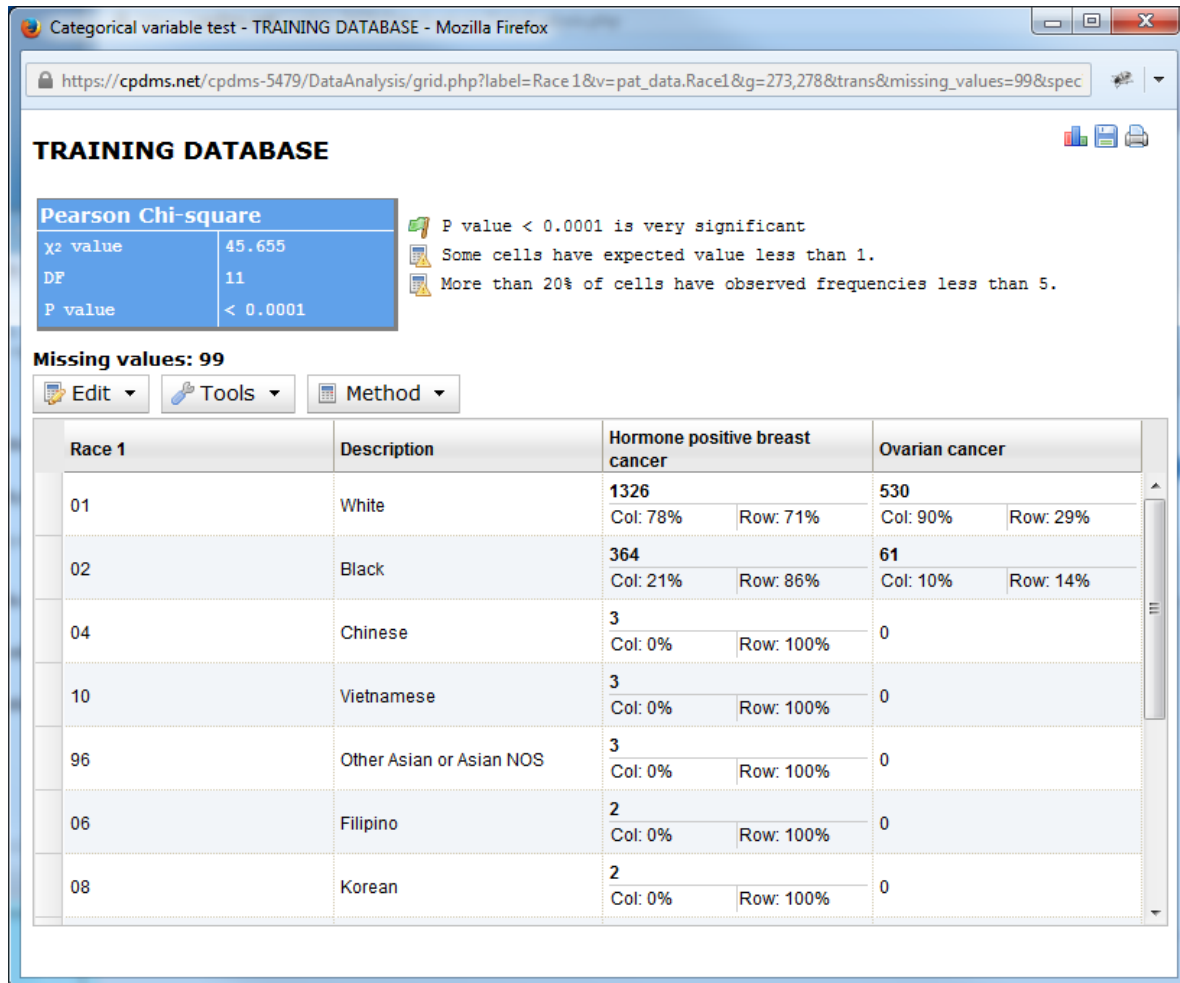 Categorical variable test - TRAINING DATABASE - Mozilla Firefox
https://cpdms.net/cpdms-5479/DataAnalysis/grid.php?label=Race 1&v=pat_data.Race1&g=273,278&trans&missing_values=99&spec
TRAINING DATABASE
Pearson Chi-square
χ2 value 45.655
DF 11
P value < 0.0001
P value < 0.0001 is very significant
Some cells have expected value less than 1.
More than 20% of cells have observed frequencies less than 5.
Missing values: 99
Edit Tools Method
Race 1 Description Hormone positive breast cancer Ovarian cancer
01 White 1326 Col: 78% Row: 71% 530 Col: 90% Row: 29%
02 Black 364 Col: 21% Row: 86% 61 Col: 10% Row: 14%
04 Chinese 3 Col: 0% Row: 100% 0
10 Vietnamese 3 Col: 0% Row: 100% 0
96 Other Asian or Asian NOS 3 Col: 0% Row: 100% 0
06 Filipino 2 Col: 0% Row: 100% 0
08 Korean 2 Col: 0% Row: 100% 0